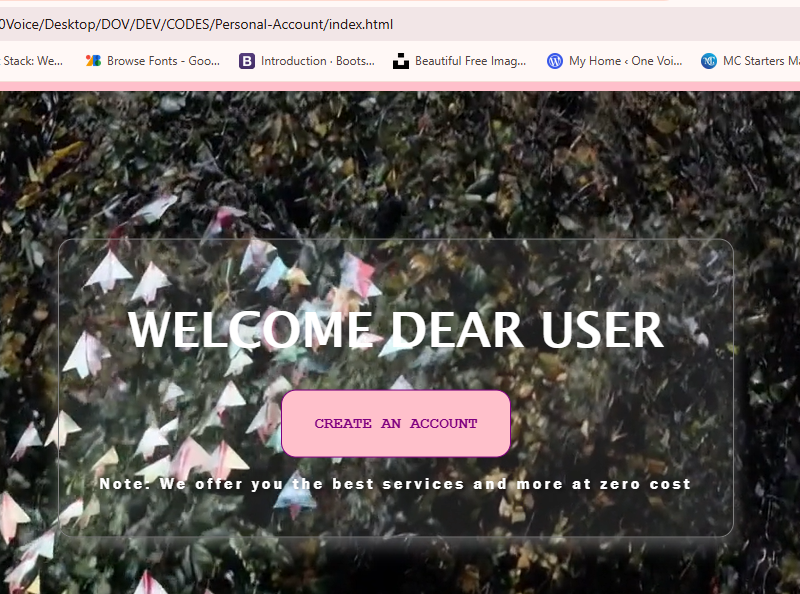 0Voice/Desktop/DOV/DEV/CODES/Personal-Account/index.html
Stack: We... Browse Fonts - Goo... B Introduction · Boots... Beautiful Free Imag... My Home ‹ One Voi... MC Starters Ma
WELCOME DEAR USER
CREATE AN ACCOUNT
Note: We offer you the best services and more at zero cost